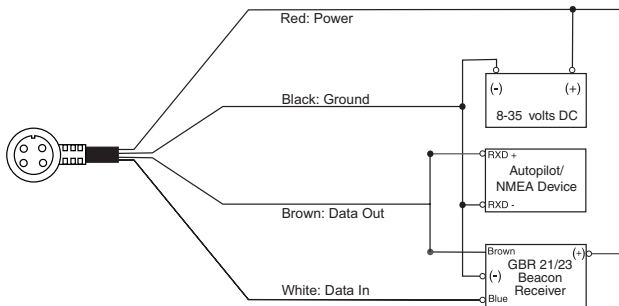 Red: Power
Black: Ground
(-) (+)
8-35 volts DC
RXD +
Autopilot/
NMEA Device
RXD -
Brown: Data Out
Brown
(+)
GBR 21/23
Beacon
(-)
Receiver
White: Data In
Blue